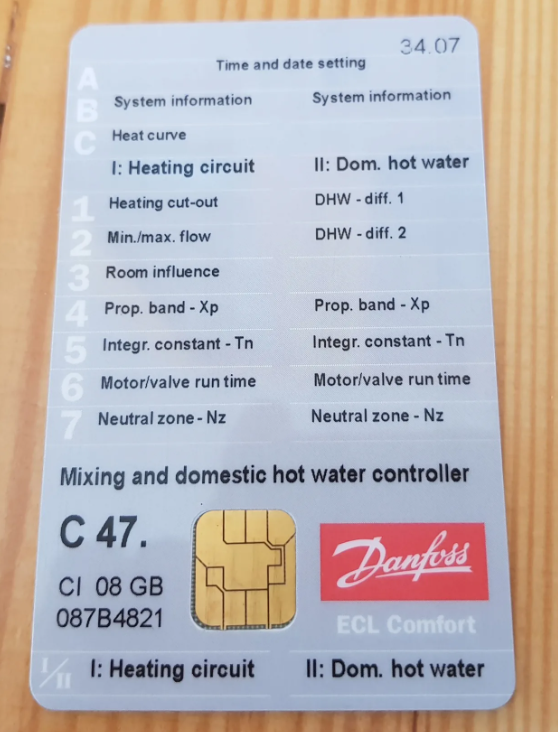 34.07
Time and date setting
A
B System information System information
C Heat curve
I: Heating circuit II: Dom. hot water
1 Heating cut-out DHW - diff. 1
2 Min./max. flow DHW - diff. 2
3 Room influence
4 Prop. band - Xp Prop. band - Xp
5 Integr. constant - Tn Integr. constant - Tn
6 Motor/valve run time Motor/valve run time
7 Neutral zone - Nz Neutral zone - Nz
Mixing and domestic hot water controller
C 47.
CI 08 GB
087B4821
Danfoss
ECL Comfort
I/II I: Heating circuit II: Dom. hot water